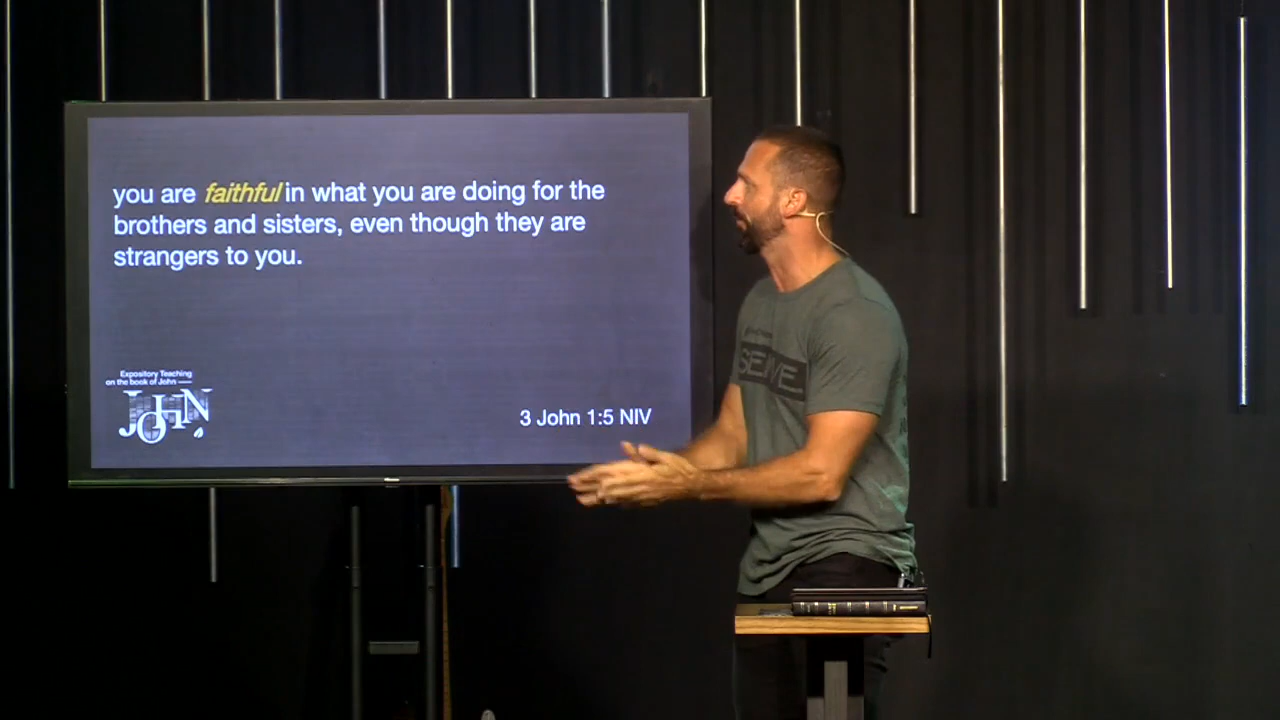 you are faithful in what you are doing for the
brothers and sisters, even though they are
strangers to you.
Expository Teaching
on the book of John
JOHN
3 John 1:5 NIV